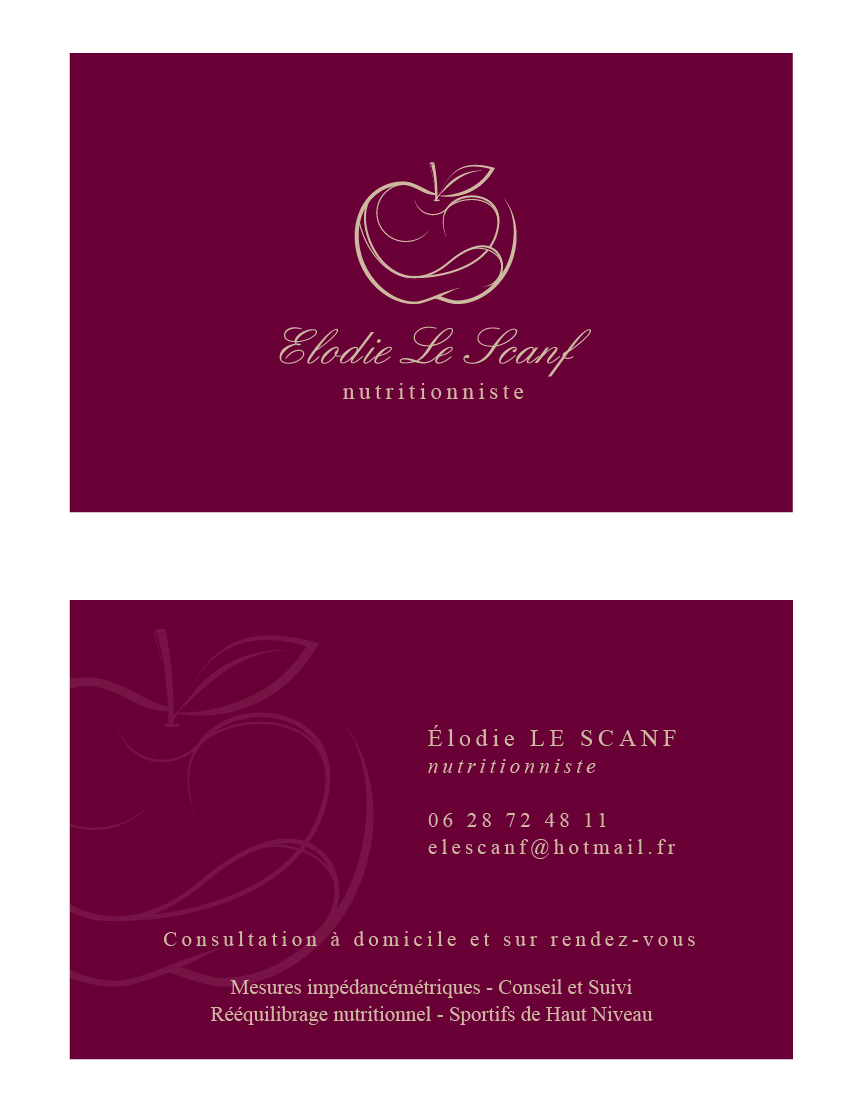 Elodie Le Scanf
nutritionniste
Élodie LE SCANF
nutritionniste
06 28 72 48 11
elescanf@hotmail.fr
Consultation à domicile et sur rendez-vous
Mesures impédancémétriques - Conseil et Suivi
Rééquilibrage nutritionnel - Sportifs de Haut Niveau